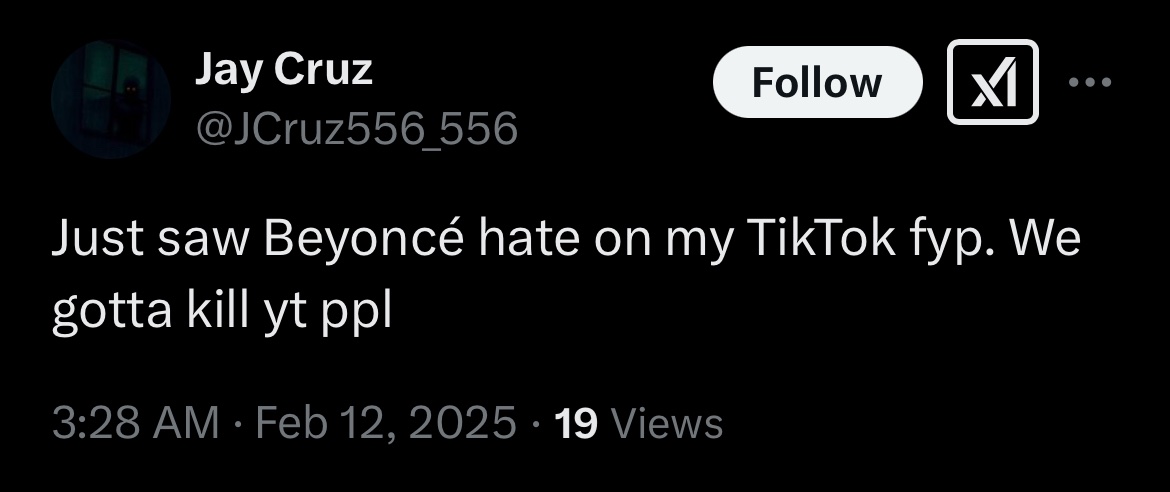 Jay Cruz
Follow
@JCruz556_556
Just saw Beyoncé hate on my TikTok fyp. We
gotta kill yt ppl
3:28 AM · Feb 12, 2025 · 19 Views